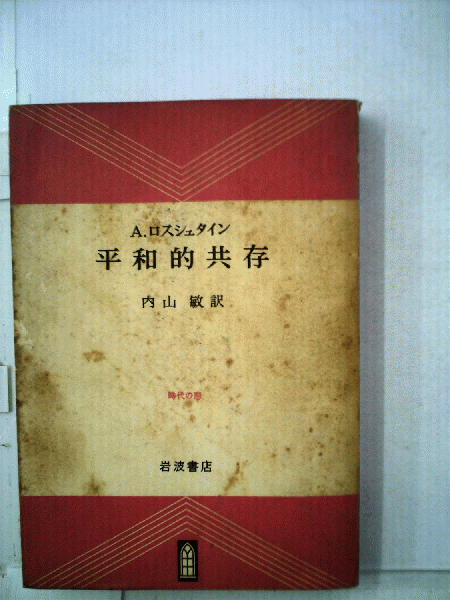 A.ロスシュタイン
平和的共存
内山 敏訳
時代の窓
岩波書店